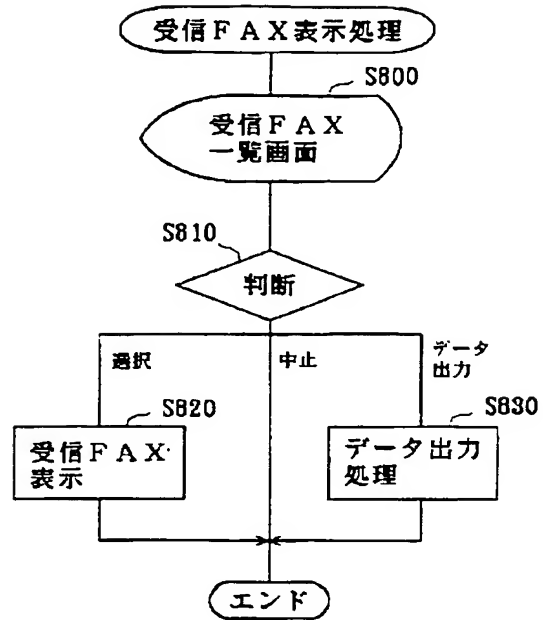 受信ＦＡＸ表示処理
S800
受信ＦＡＸ
一覧画面
S810
判断
選択
中止
データ
出力
S820
受信ＦＡＸ
表示
S830
データ出力
処理
エンド